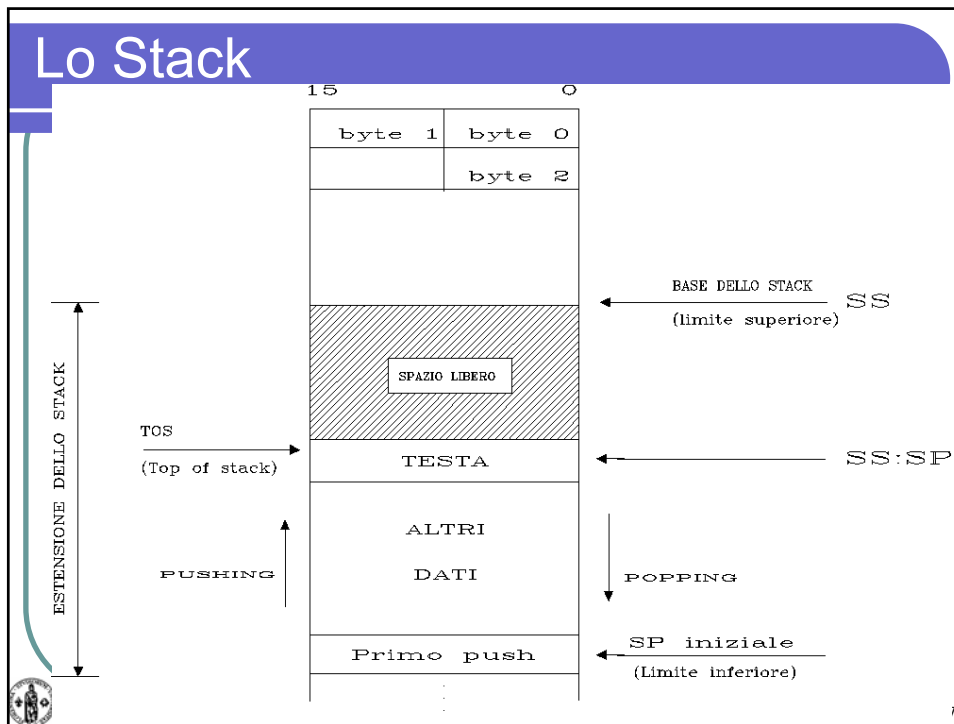 Lo Stack
15 0
byte 1 byte 0
byte 2
BASE DELLO STACK
SS
(limite superiore)
SPAZIO LIBERO
ESTENSIONE DELLO STACK
TOS
(Top of stack)
TESTA
SS:SP
ALTRI
DATI
PUSHING
POPPING
SP iniziale
Primo push
(Limite inferiore)